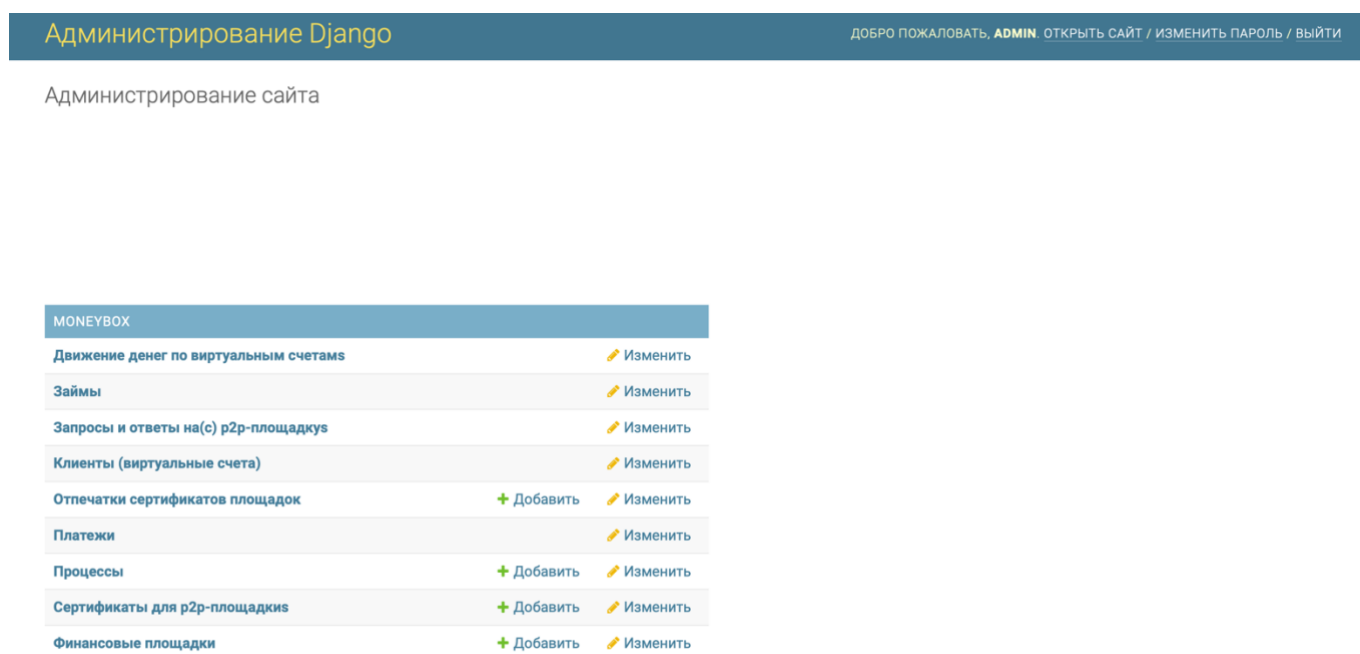 Администрирование Django
ДОБРО ПОЖАЛОВАТЬ, ADMIN. ОТКРЫТЬ САЙТ / ИЗМЕНИТЬ ПАРОЛЬ / ВЫЙТИ
Администрирование сайта
MONEYBOX
Движение денег по виртуальным счетамs Изменить
Займы Изменить
Запросы и ответы на(с) p2p-площадкуs Изменить
Клиенты (виртуальные счета) Изменить
Отпечатки сертификатов площадок Добавить Изменить
Платежи Изменить
Процессы Добавить Изменить
Сертификаты для p2p-площадкиs Добавить Изменить
Финансовые площадки Добавить Изменить